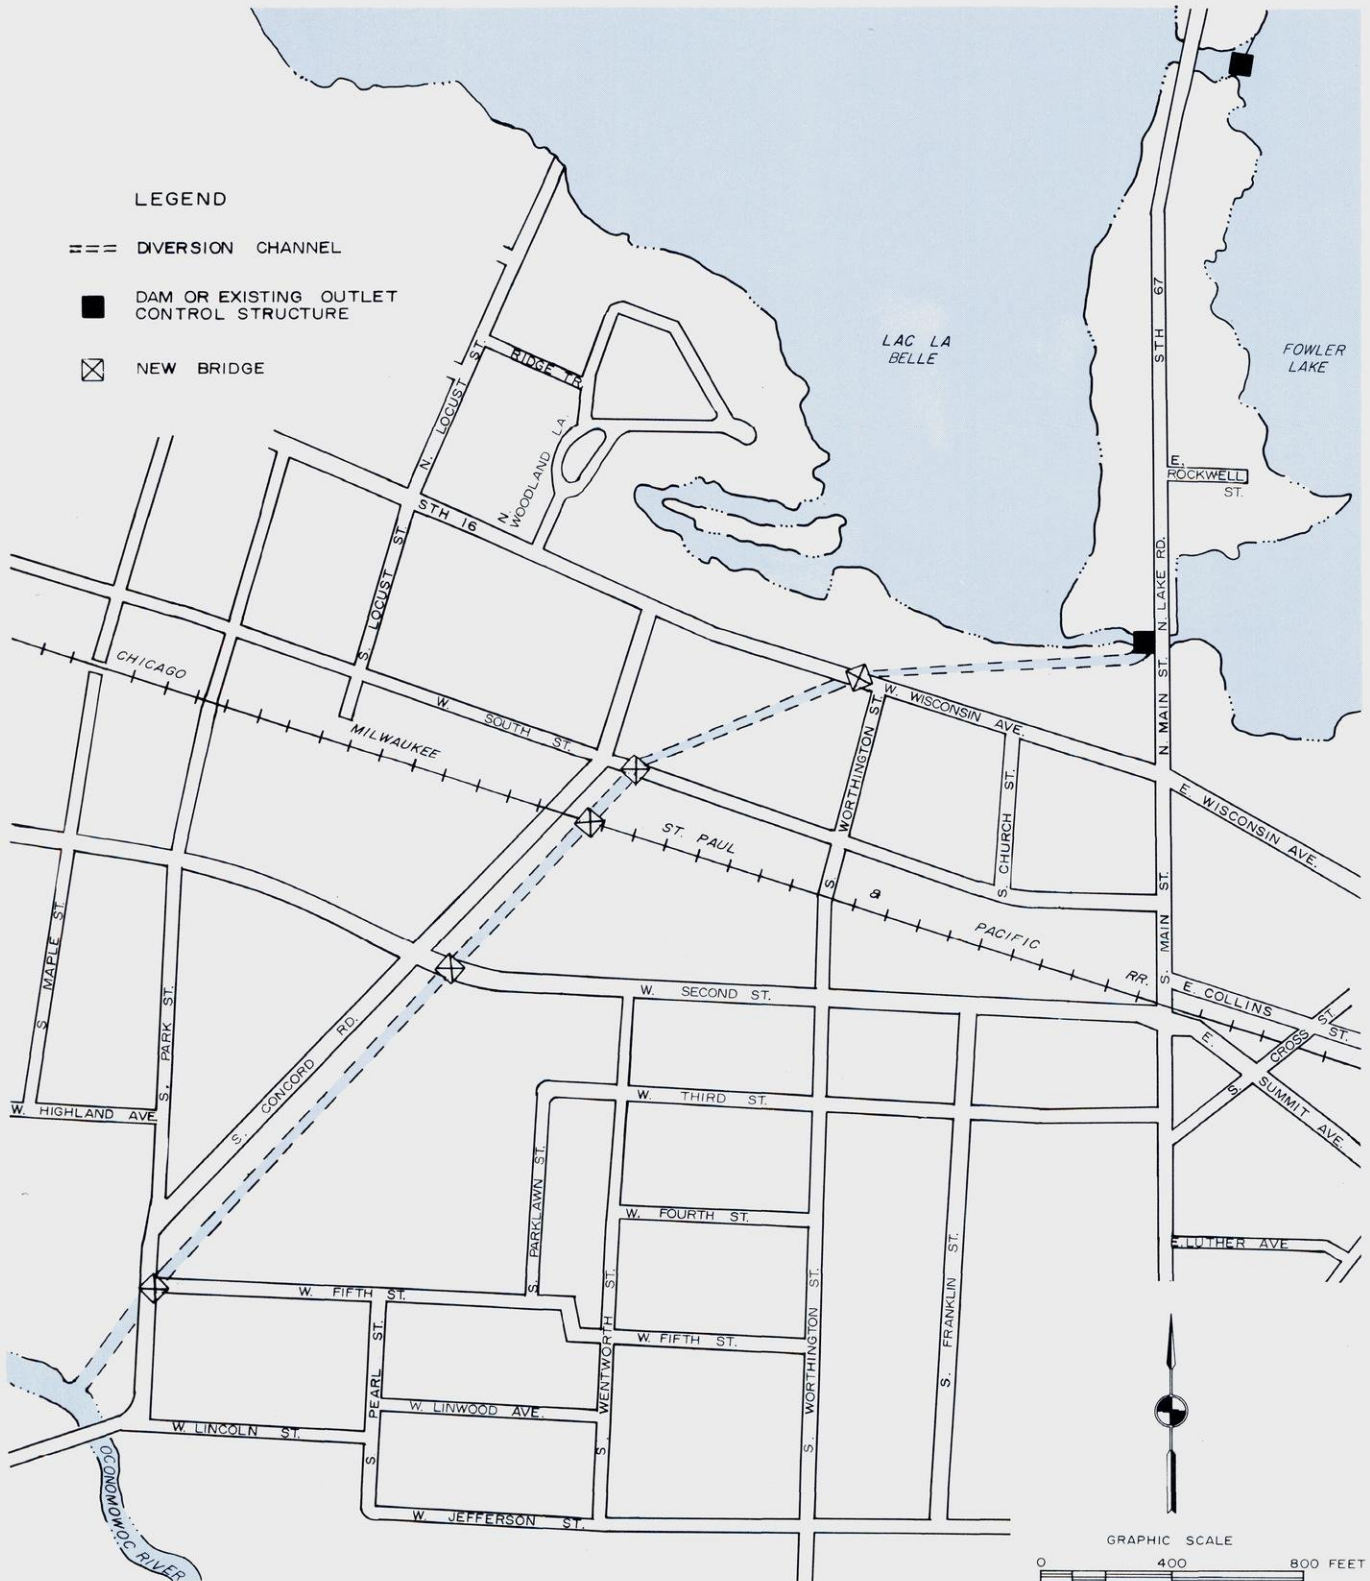 LEGEND
DIVERSION CHANNEL
DAM OR EXISTING OUTLET
CONTROL STRUCTURE
NEW BRIDGE
LAC LA
BELLE
FOWLER
LAKE
STH 67
RIDGE TR.
N. LOCUST ST.
N. WOODLAND LA.
STH 16
E.
ROCKWELL
ST.
N. LAKE RD.
S. LOCUST ST.
CHICAGO
MILWAUKEE
ST. PAUL
&
PACIFIC
RR.
W. SOUTH ST.
W. WISCONSIN AVE.
N. MAIN ST.
E. WISCONSIN AVE.
S. WORTHINGTON ST.
S. CHURCH ST.
S. MAIN ST.
S. MAPLE ST.
S. PARK ST.
W. SECOND ST.
E. COLLINS ST.
S. CROSS ST.
E. SUMMIT AVE.
S. CONCORD RD.
W. HIGHLAND AVE
W. THIRD ST.
S. PARKLAWN ST.
W. FOURTH ST.
E. LUTHER AVE
W. FIFTH ST.
W. FIFTH ST.
S. PEARL ST.
S. WENTWORTH ST.
S. WORTHINGTON ST.
S. FRANKLIN ST.
W. LINWOOD AVE.
W. LINCOLN ST.
W. JEFFERSON ST.
OCONOMOWOC RIVER
GRAPHIC SCALE
0 400 800 FEET